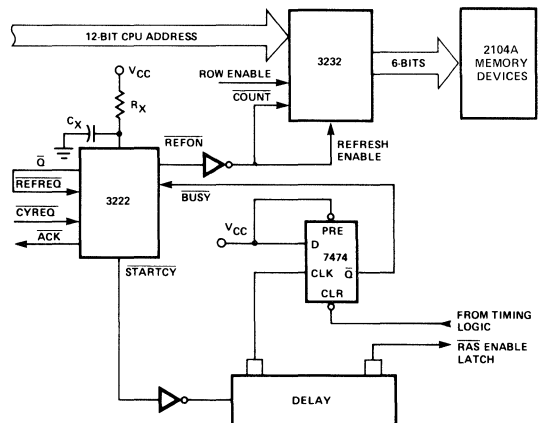 12-BIT CPU ADDRESS
VCC
RX
CX
ROW ENABLE
COUNT
3232
6-BITS
2104A
MEMORY
DEVICES
REFON
REFRESH
ENABLE
Q
REFREQ
CYREQ
ACK
3222
BUSY
STARTCY
VCC
PRE
D
7474
CLK Q
CLR
FROM TIMING
LOGIC
RAS ENABLE
LATCH
DELAY